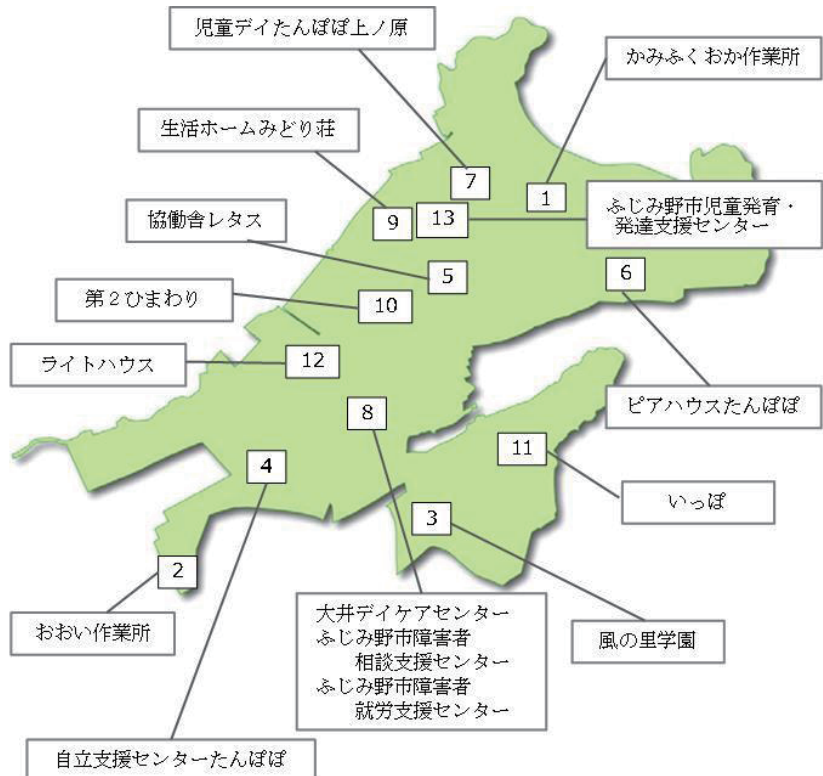 児童デイたんぽぽ上ノ原
かみふくおか作業所
生活ホームみどり荘
7
1
9
13
ふじみ野市児童発育・
発達支援センター
協働舎レタス
5
6
第2ひまわり
10
ライトハウス
12
8
ピアハウスたんぽぽ
4
11
3
いっぽ
2
おおい作業所
大井デイケアセンター
ふじみ野市障害者
相談支援センター
ふじみ野市障害者
就労支援センター
風の里学園
自立支援センターたんぽぽ